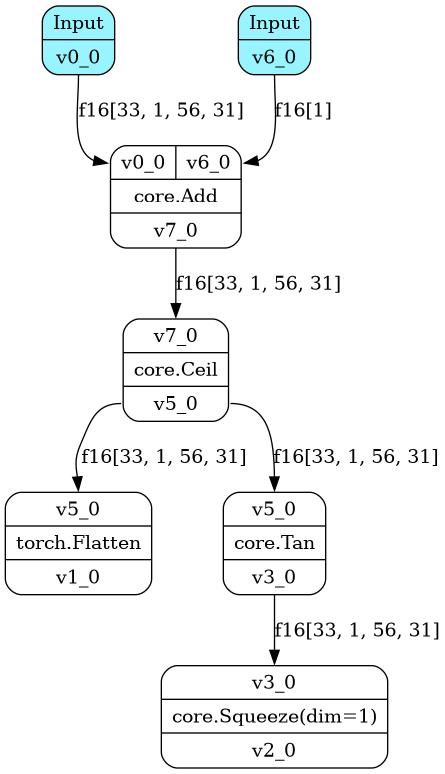 Input
v0_0
Input
v6_0
f16[33, 1, 56, 31]
f16[1]
v0_0
v6_0
core.Add
v7_0
f16[33, 1, 56, 31]
v7_0
core.Ceil
v5_0
f16[33, 1, 56, 31]
f16[33, 1, 56, 31]
v5_0
torch.Flatten
v1_0
v5_0
core.Tan
v3_0
f16[33, 1, 56, 31]
v3_0
core.Squeeze(dim=1)
v2_0